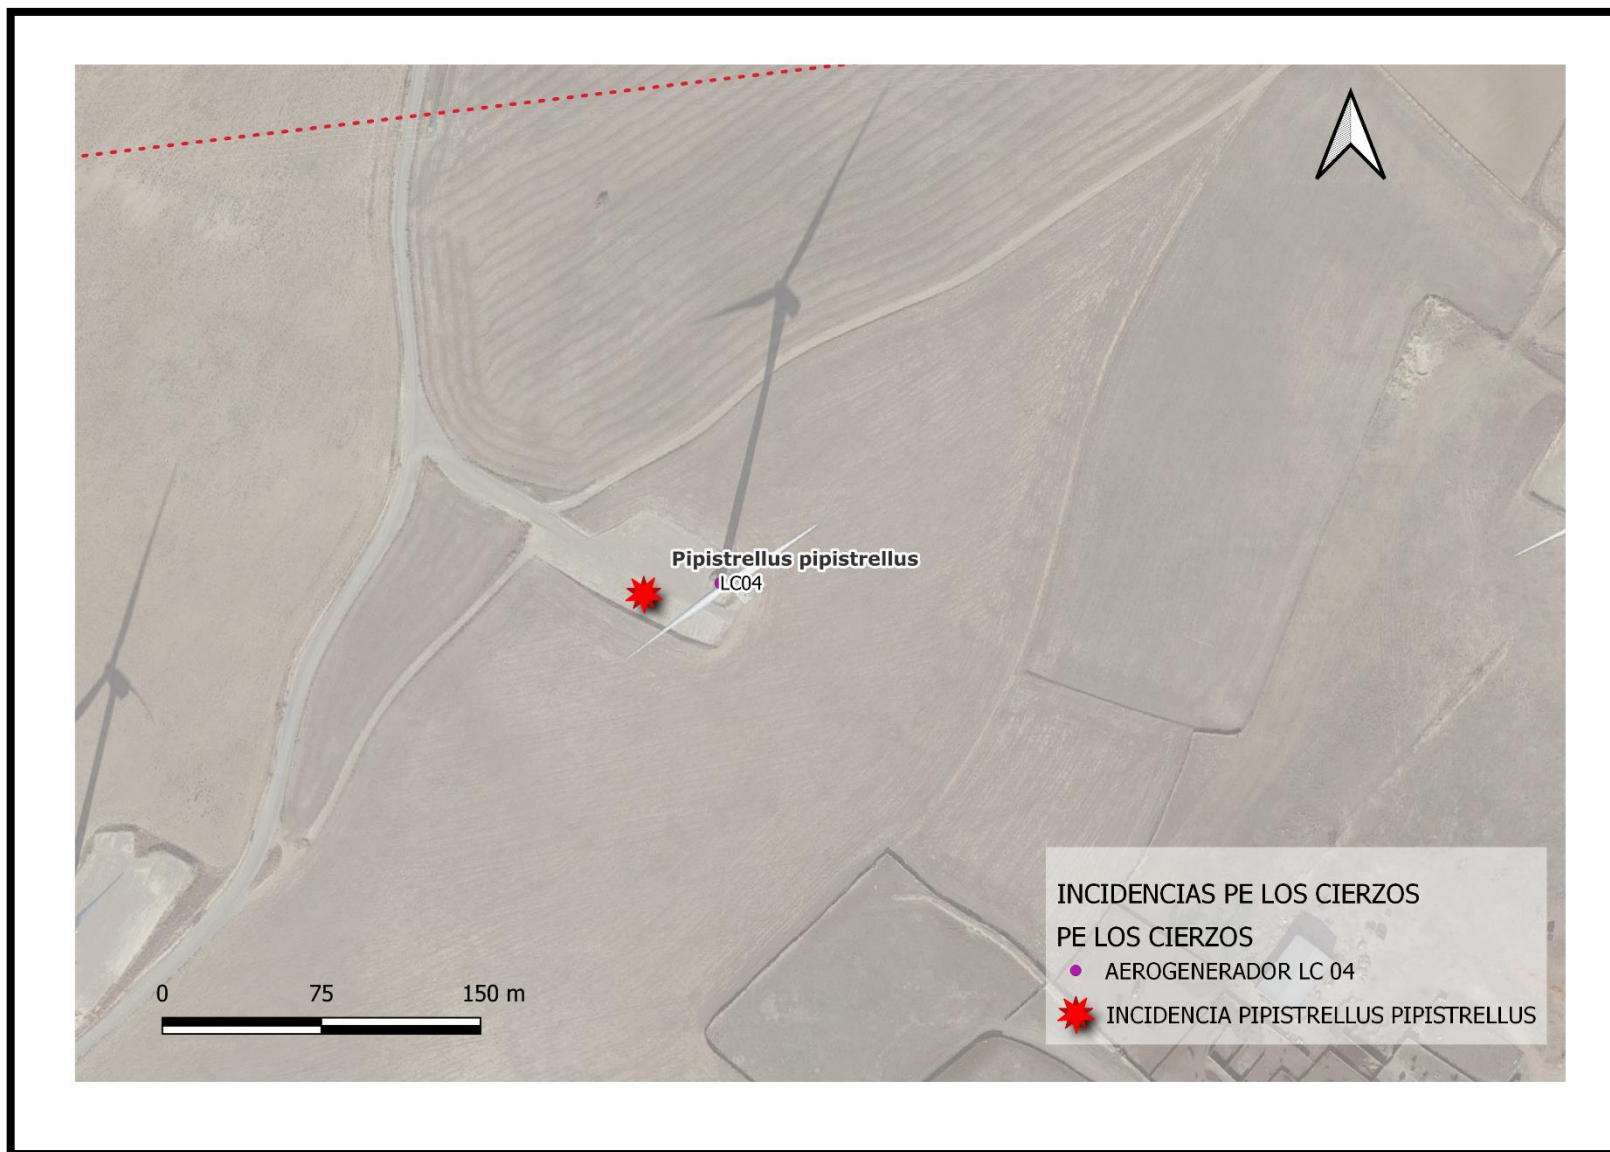 Pipistrellus pipistrellus
LC04
0 75 150 m
INCIDENCIAS PE LOS CIERZOS
PE LOS CIERZOS
AEROGENERADOR LC 04
INCIDENCIA PIPISTRELLUS PIPISTRELLUS